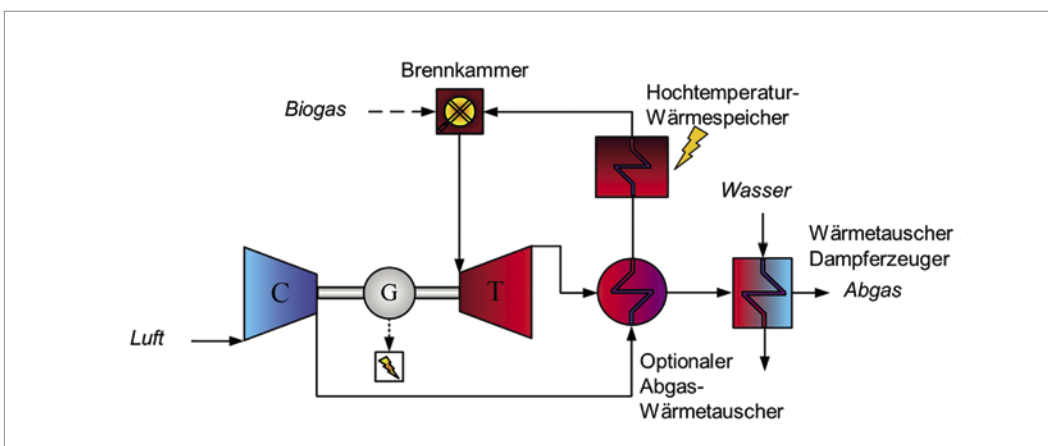 Brennkammer
Biogas
Hochtemperatur-
Wärmespeicher
Wasser
Wärmetauscher
Dampferzeuger
Abgas
C
G
T
Luft
Optionaler
Abgas-
Wärmetauscher